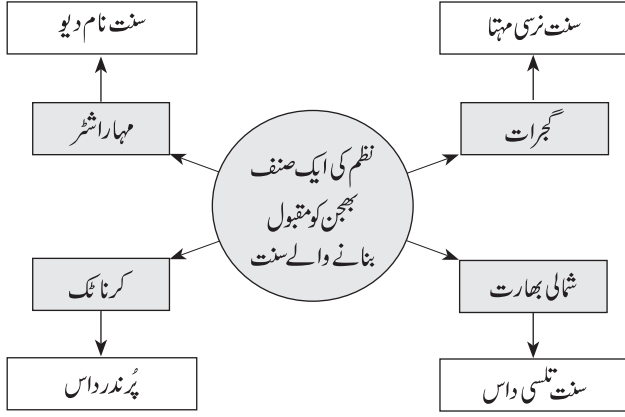 سنت نرسی مہتا
سنت نام دیو
گجرات
مہاراشٹر
نظم کی ایک صنف
بھجن کو مقبول
بنانے والے سنت
شمالی بھارت
کرناٹک
سنت تلسی داس
پُرندر داس